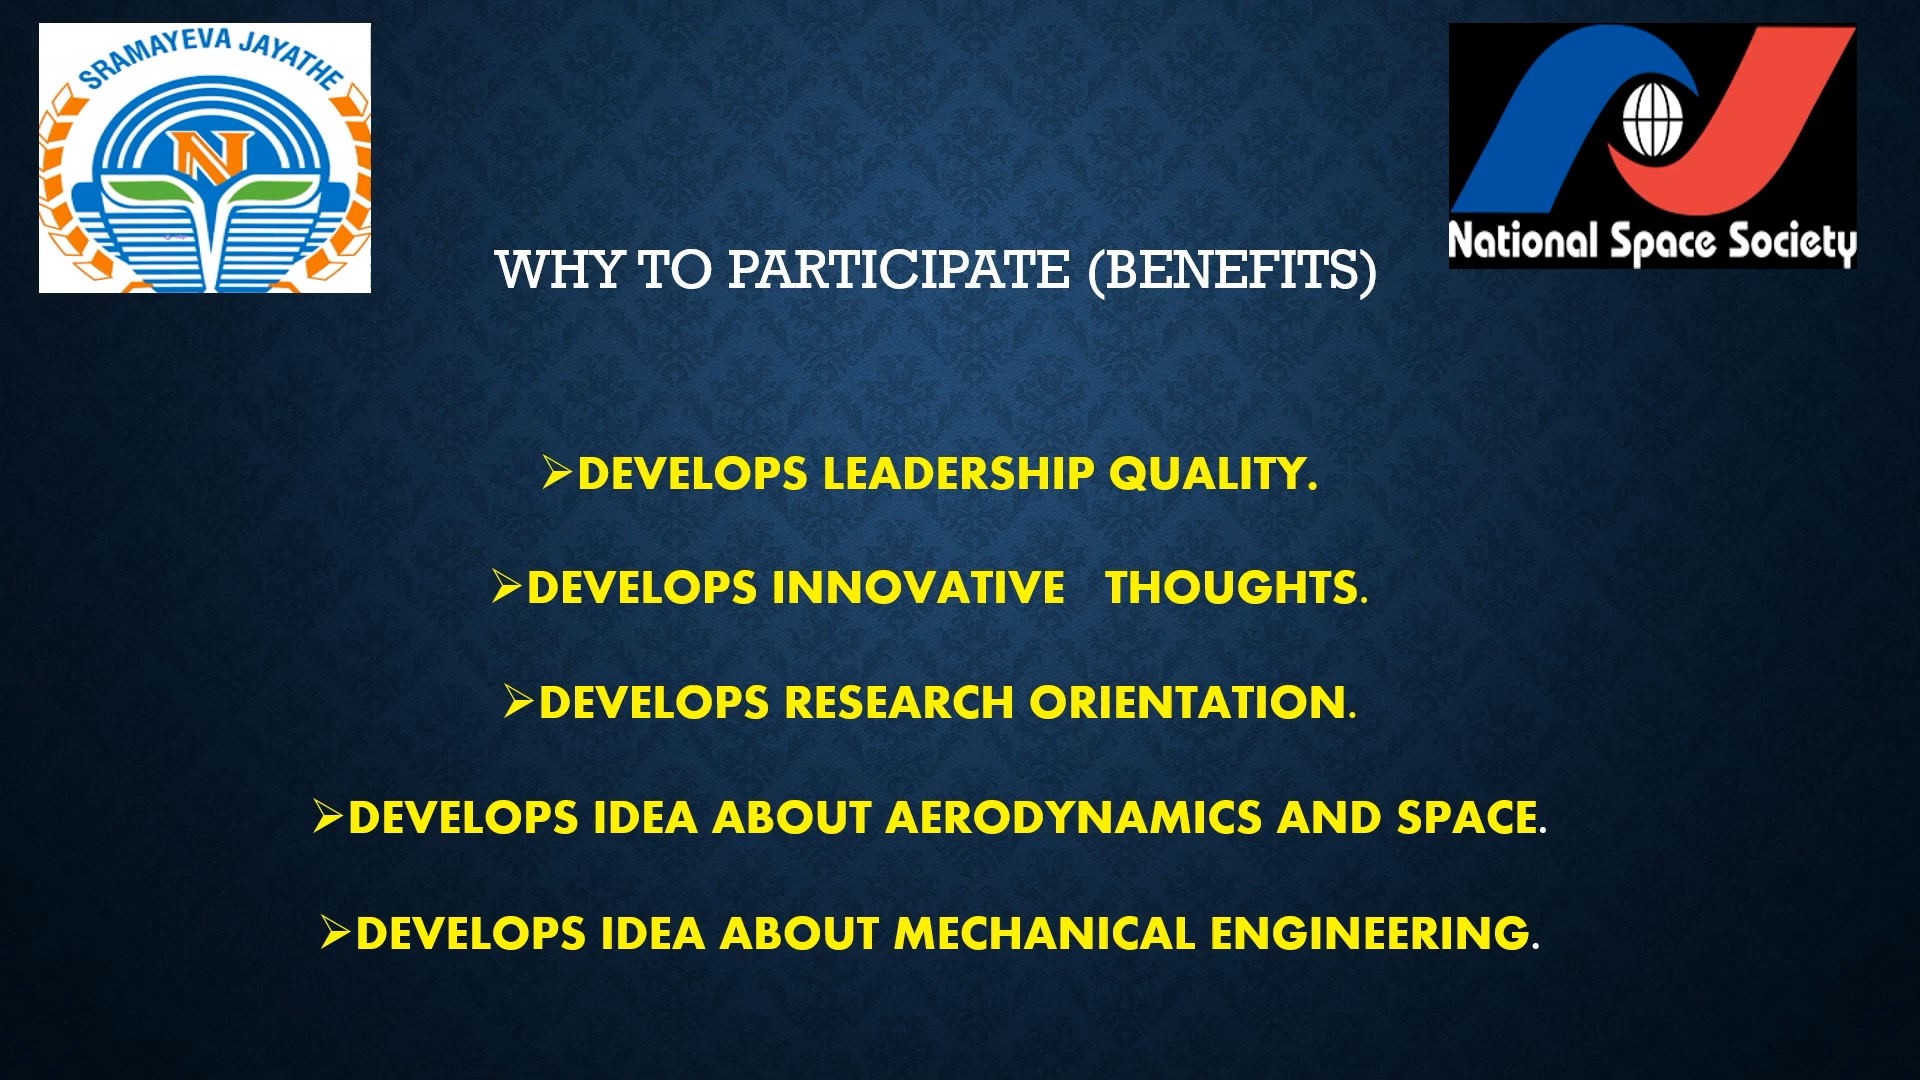 SRAMAYEVA JAYATHE
N
National Space Society
WHY TO PARTICIPATE (BENEFITS)
➢DEVELOPS LEADERSHIP QUALITY.
➢DEVELOPS INNOVATIVE   THOUGHTS.
➢DEVELOPS RESEARCH ORIENTATION.
➢DEVELOPS IDEA ABOUT AERODYNAMICS AND SPACE.
➢DEVELOPS IDEA ABOUT MECHANICAL ENGINEERING.